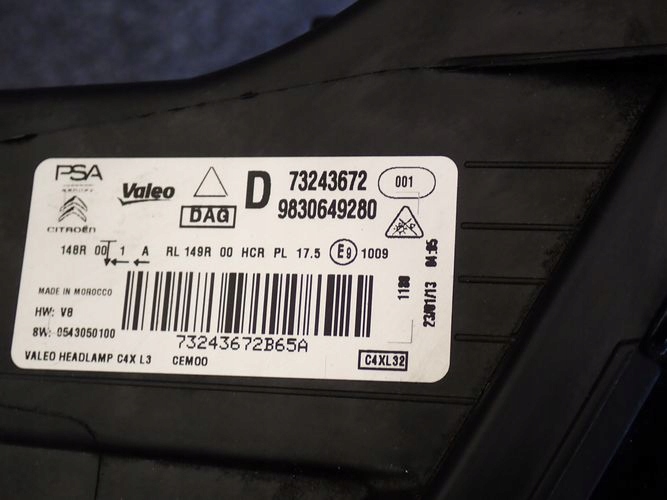 PSA
CITROËN
Valeo
DAG
D
73243672
9830649280
001
148R 00 1 A RL 149R 00 HCR PL 17.5 E9 1009
MADE IN MOROCCO
HW: V8
SW: 0543050100
73243672B65A
VALEO HEADLAMP C4X L3 CEM00
C4XL32
1180
23/01/13 04:05